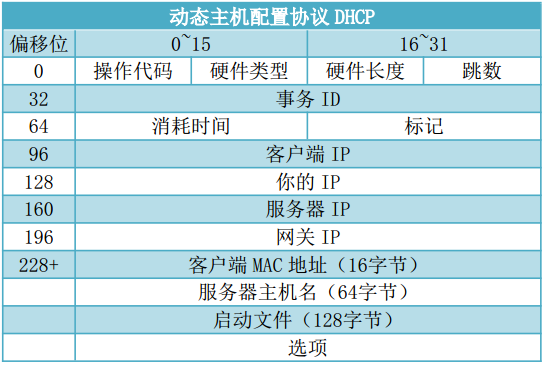 动态主机配置协议 DHCP
偏移位 0~15 16~31
0 操作代码 硬件类型 硬件长度 跳数
32 事务 ID
64 消耗时间 标记
96 客户端 IP
128 你的 IP
160 服务器 IP
196 网关 IP
228+ 客户端 MAC 地址（16字节）
服务器主机名（64字节）
启动文件（128字节）
选项